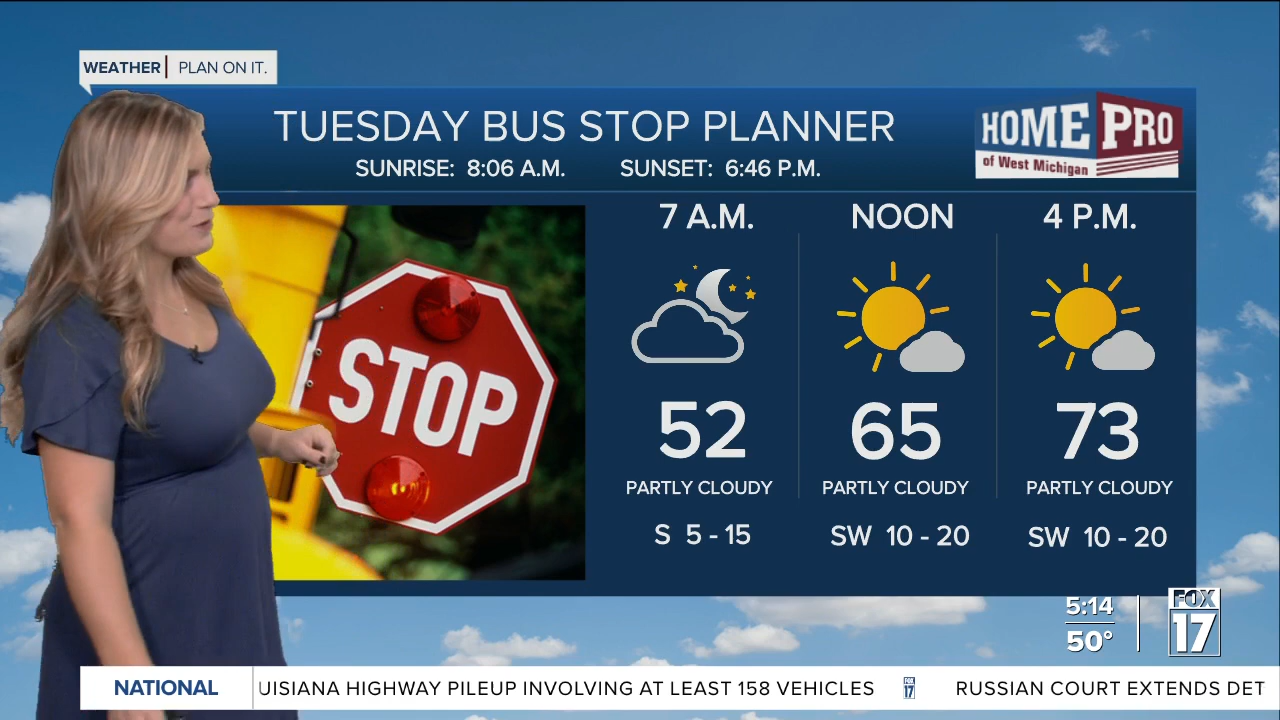 WEATHER | PLAN ON IT.
TUESDAY BUS STOP PLANNER
SUNRISE: 8:06 A.M. SUNSET: 6:46 P.M.
HOME PRO
of West Michigan
STOP
7 A.M. NOON 4 P.M.
52 65 73
PARTLY CLOUDY PARTLY CLOUDY PARTLY CLOUDY
S 5 - 15 SW 10 - 20 SW 10 - 20
5:14
50°
FOX
17
NATIONAL UISIANA HIGHWAY PILEUP INVOLVING AT LEAST 158 VEHICLES FOX 17 RUSSIAN COURT EXTENDS DET